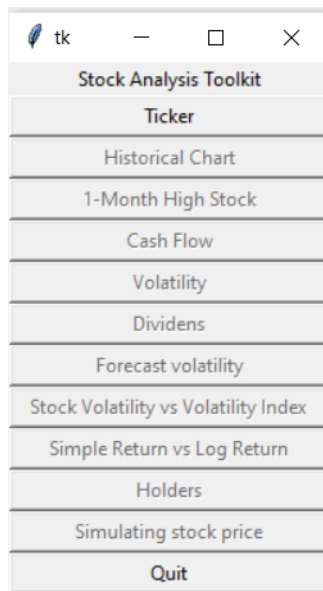 tk
Stock Analysis Toolkit
Ticker
Historical Chart
1-Month High Stock
Cash Flow
Volatility
Dividens
Forecast volatility
Stock Volatility vs Volatility Index
Simple Return vs Log Return
Holders
Simulating stock price
Quit